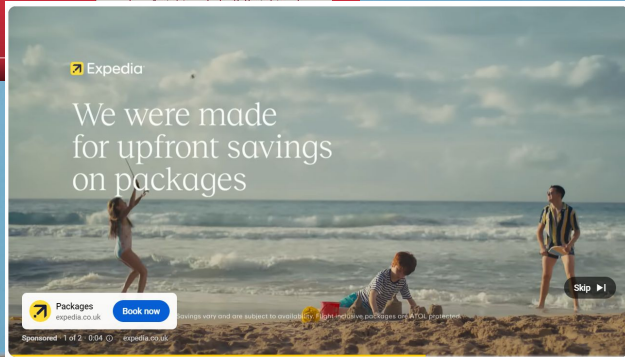 Expedia
We were made
for upfront savings
on packages
Skip
Packages
expedia.co.uk
Book now
Savings vary and are subject to availability. Flight inclusive packages are ATOL protected.
Sponsored · 1 of 2 · 0:04 expedia.co.uk